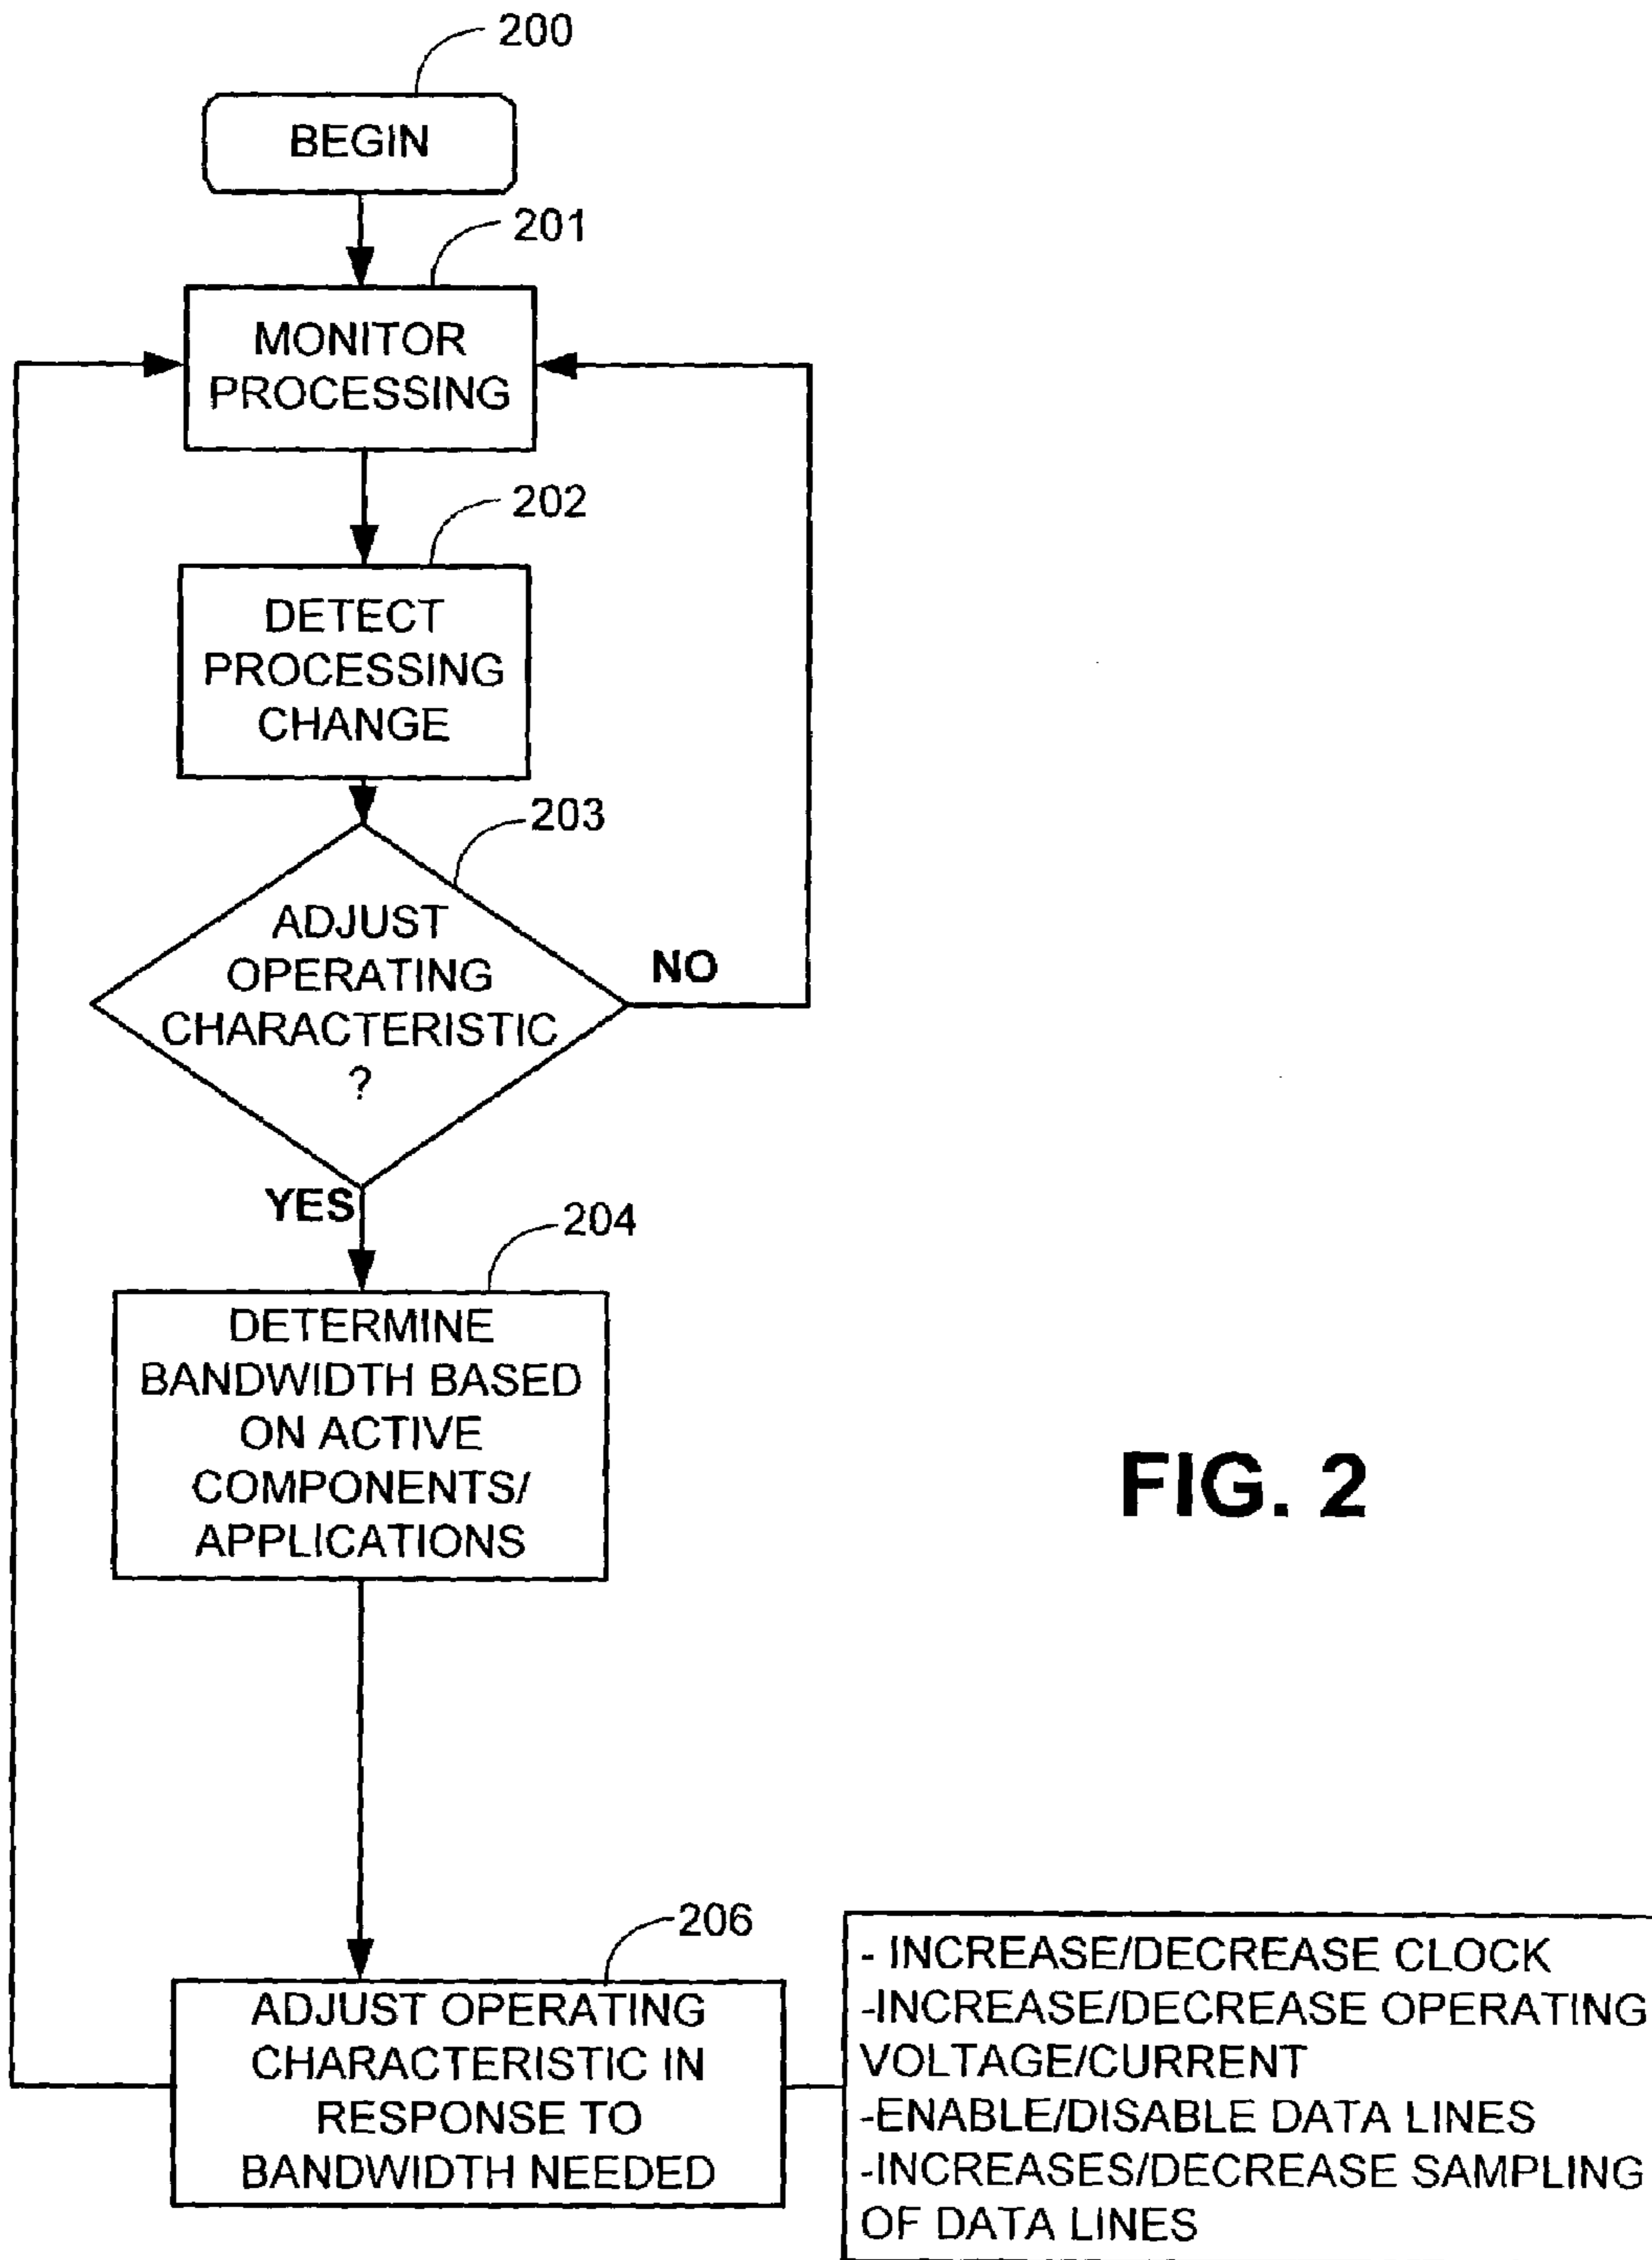 200
BEGIN
201
MONITOR
PROCESSING
202
DETECT
PROCESSING
CHANGE
203
ADJUST
OPERATING
CHARACTERISTIC
?
NO
YES
204
DETERMINE
BANDWIDTH BASED
ON ACTIVE
COMPONENTS/
APPLICATIONS
FIG. 2
206
ADJUST OPERATING
CHARACTERISTIC IN
RESPONSE TO
BANDWIDTH NEEDED
- INCREASE/DECREASE CLOCK
-INCREASE/DECREASE OPERATING
VOLTAGE/CURRENT
-ENABLE/DISABLE DATA LINES
-INCREASES/DECREASE SAMPLING
OF DATA LINES